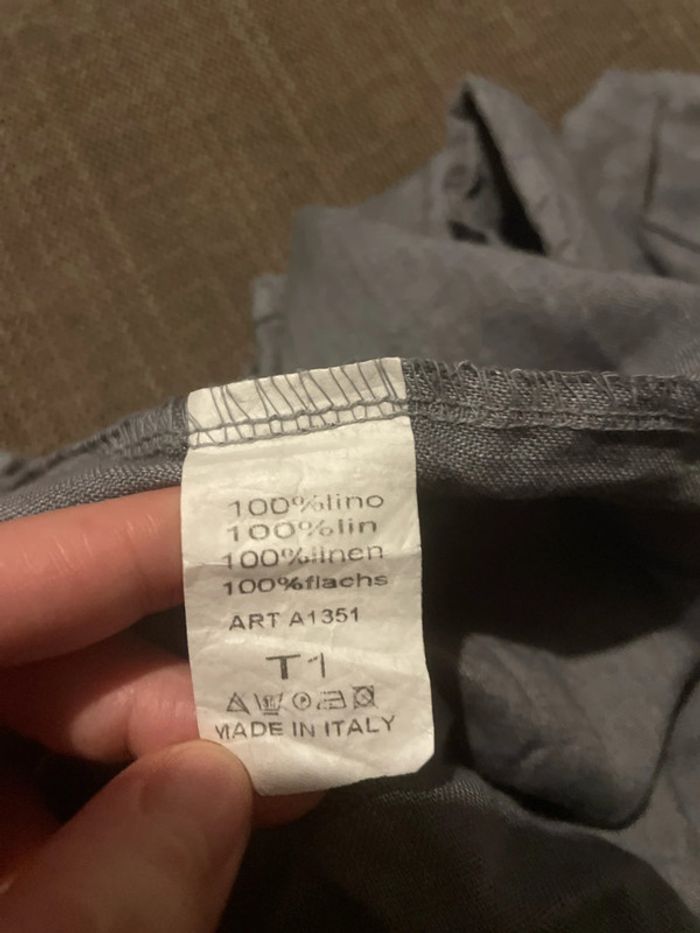 100%lino
100%lin
100%linen
100%flachs
ART A1351
T1
MADE IN ITALY